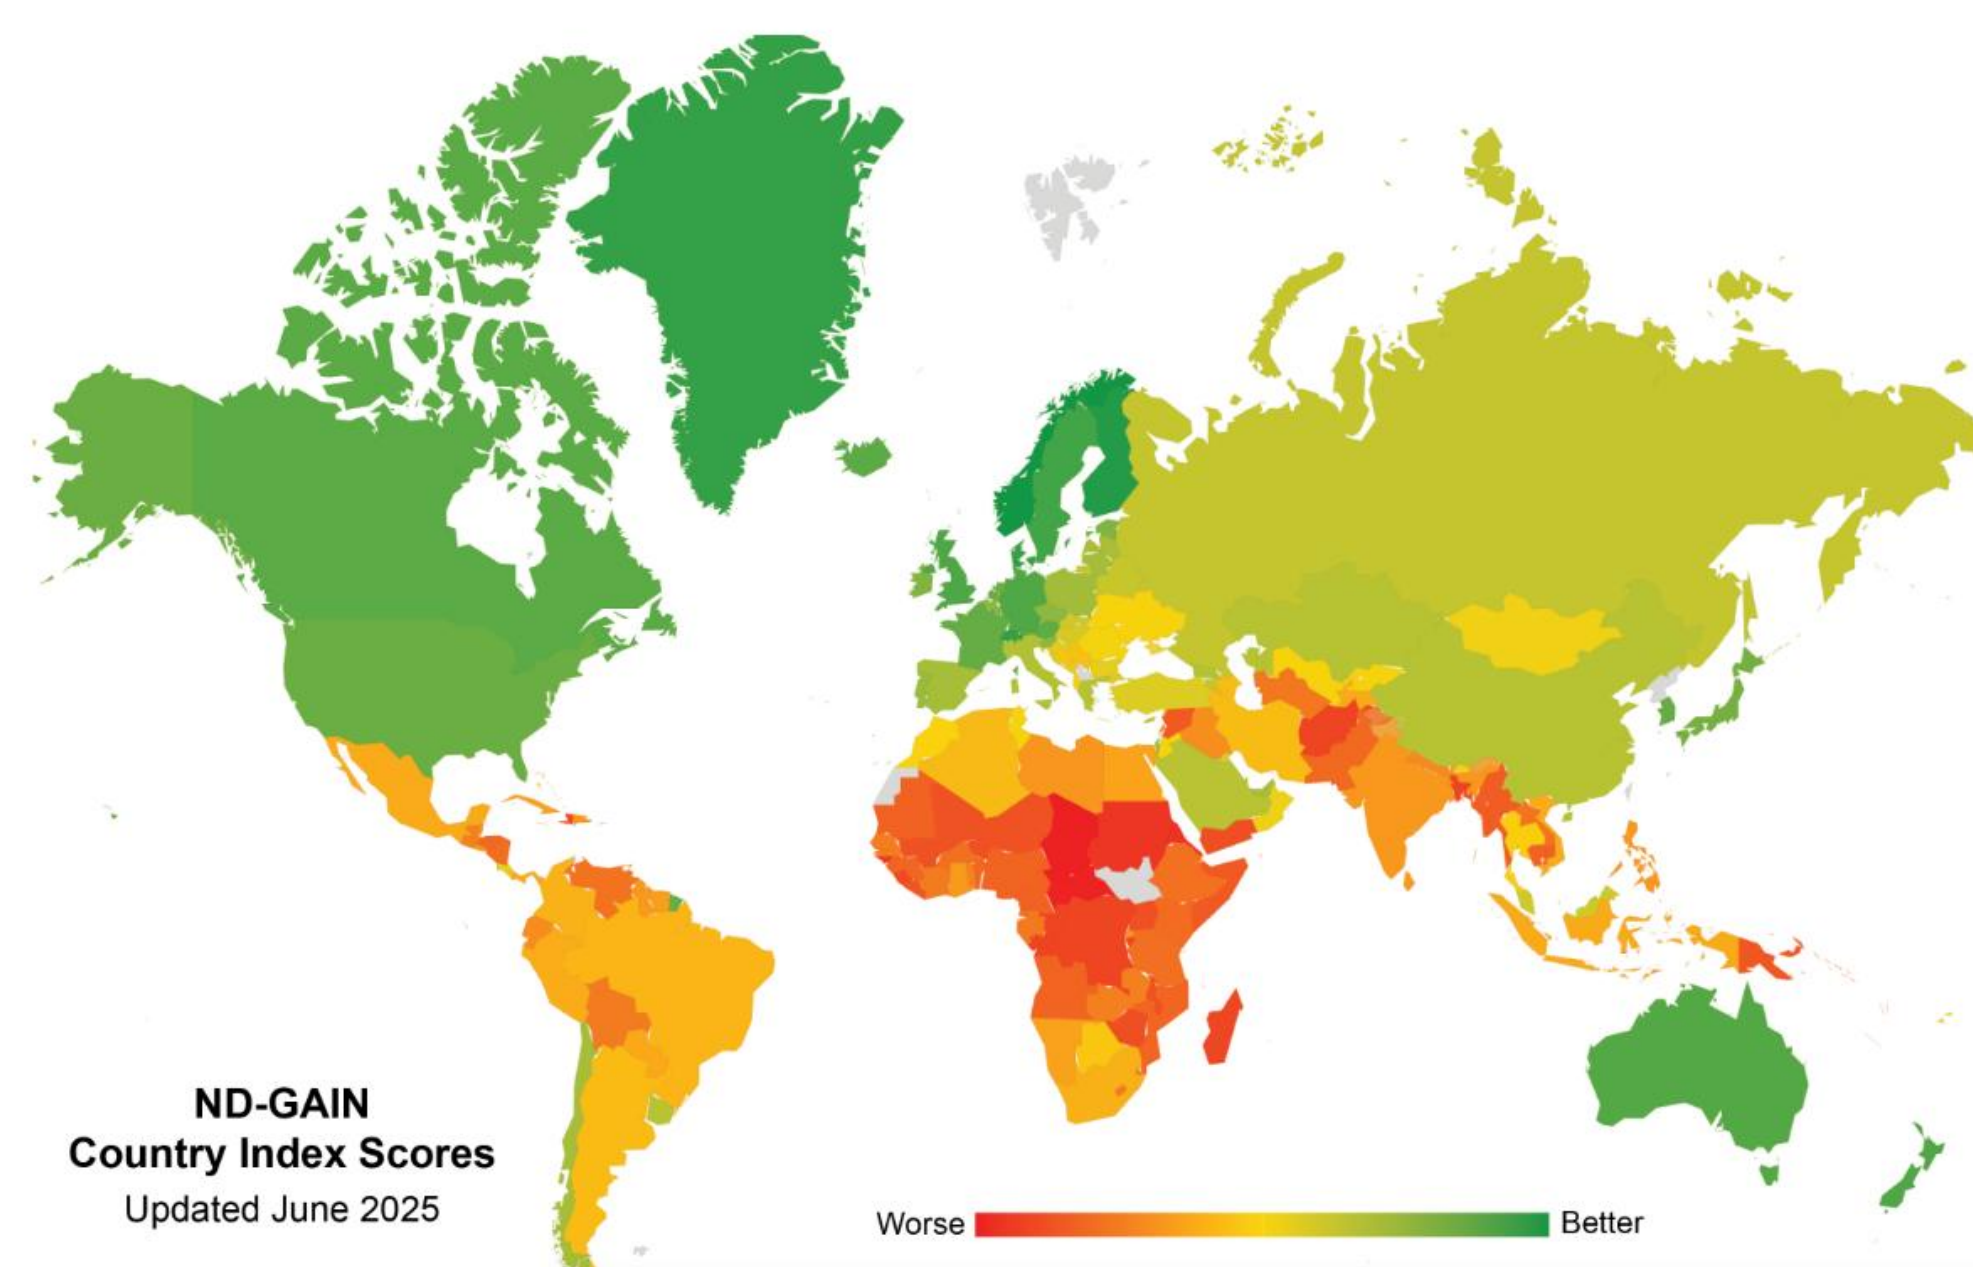 ND-GAIN
Country Index Scores
Updated June 2025
Worse
Better